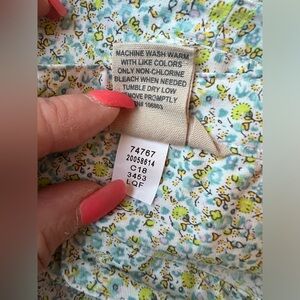 MACHINE WASH WARM
WITH LIKE COLORS
ONLY NON-CHLORINE
BLEACH WHEN NEEDED
TUMBLE DRY LOW
REMOVE PROMPTLY
74767
20058614
C18
3453
LQF